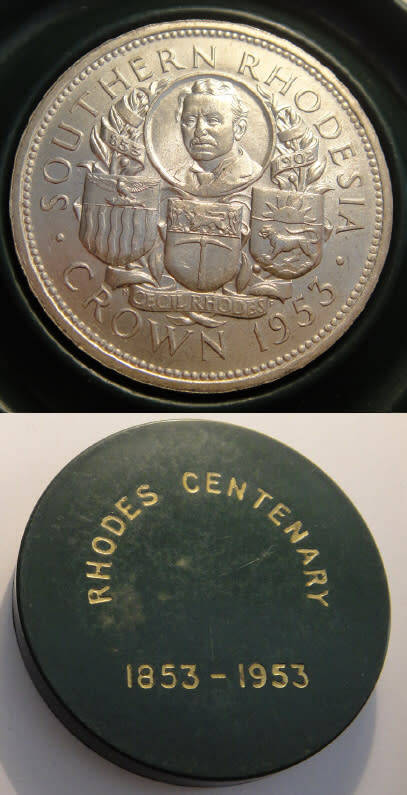 · SOUTHERN RHODESIA ·
CROWN 1953
1853
1902
CECIL RHODES
RHODES CENTENARY
1853 - 1953